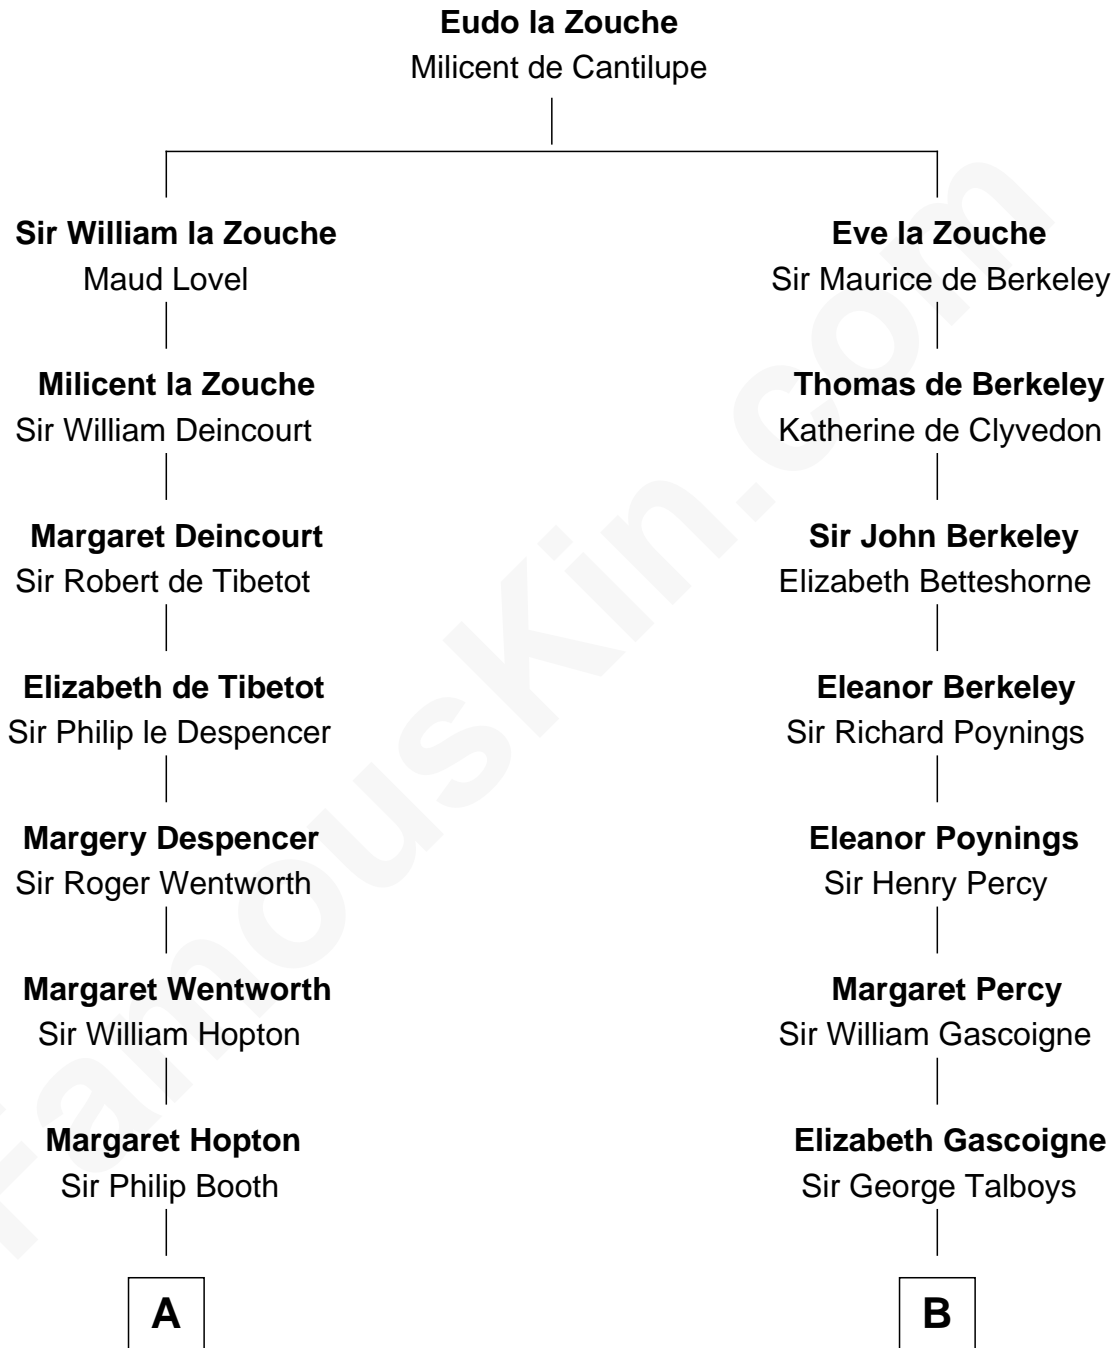 Eudo la Zouche
Milicent de Cantilupe
Sir William la Zouche
Maud Lovel
Eve la Zouche
Sir Maurice de Berkeley
Milicent la Zouche
Sir William Deincourt
Thomas de Berkeley
Katherine de Clyvedon
Margaret Deincourt
Sir Robert de Tibetot
Sir John Berkeley
Elizabeth Betteshorne
Elizabeth de Tibetot
Sir Philip le Despencer
Eleanor Berkeley
Sir Richard Poynings
Margery Despencer
Sir Roger Wentworth
Eleanor Poynings
Sir Henry Percy
Margaret Wentworth
Sir William Hopton
Margaret Percy
Sir William Gascoigne
Margaret Hopton
Sir Philip Booth
Elizabeth Gascoigne
Sir George Talboys
A
B
FamousKin.com